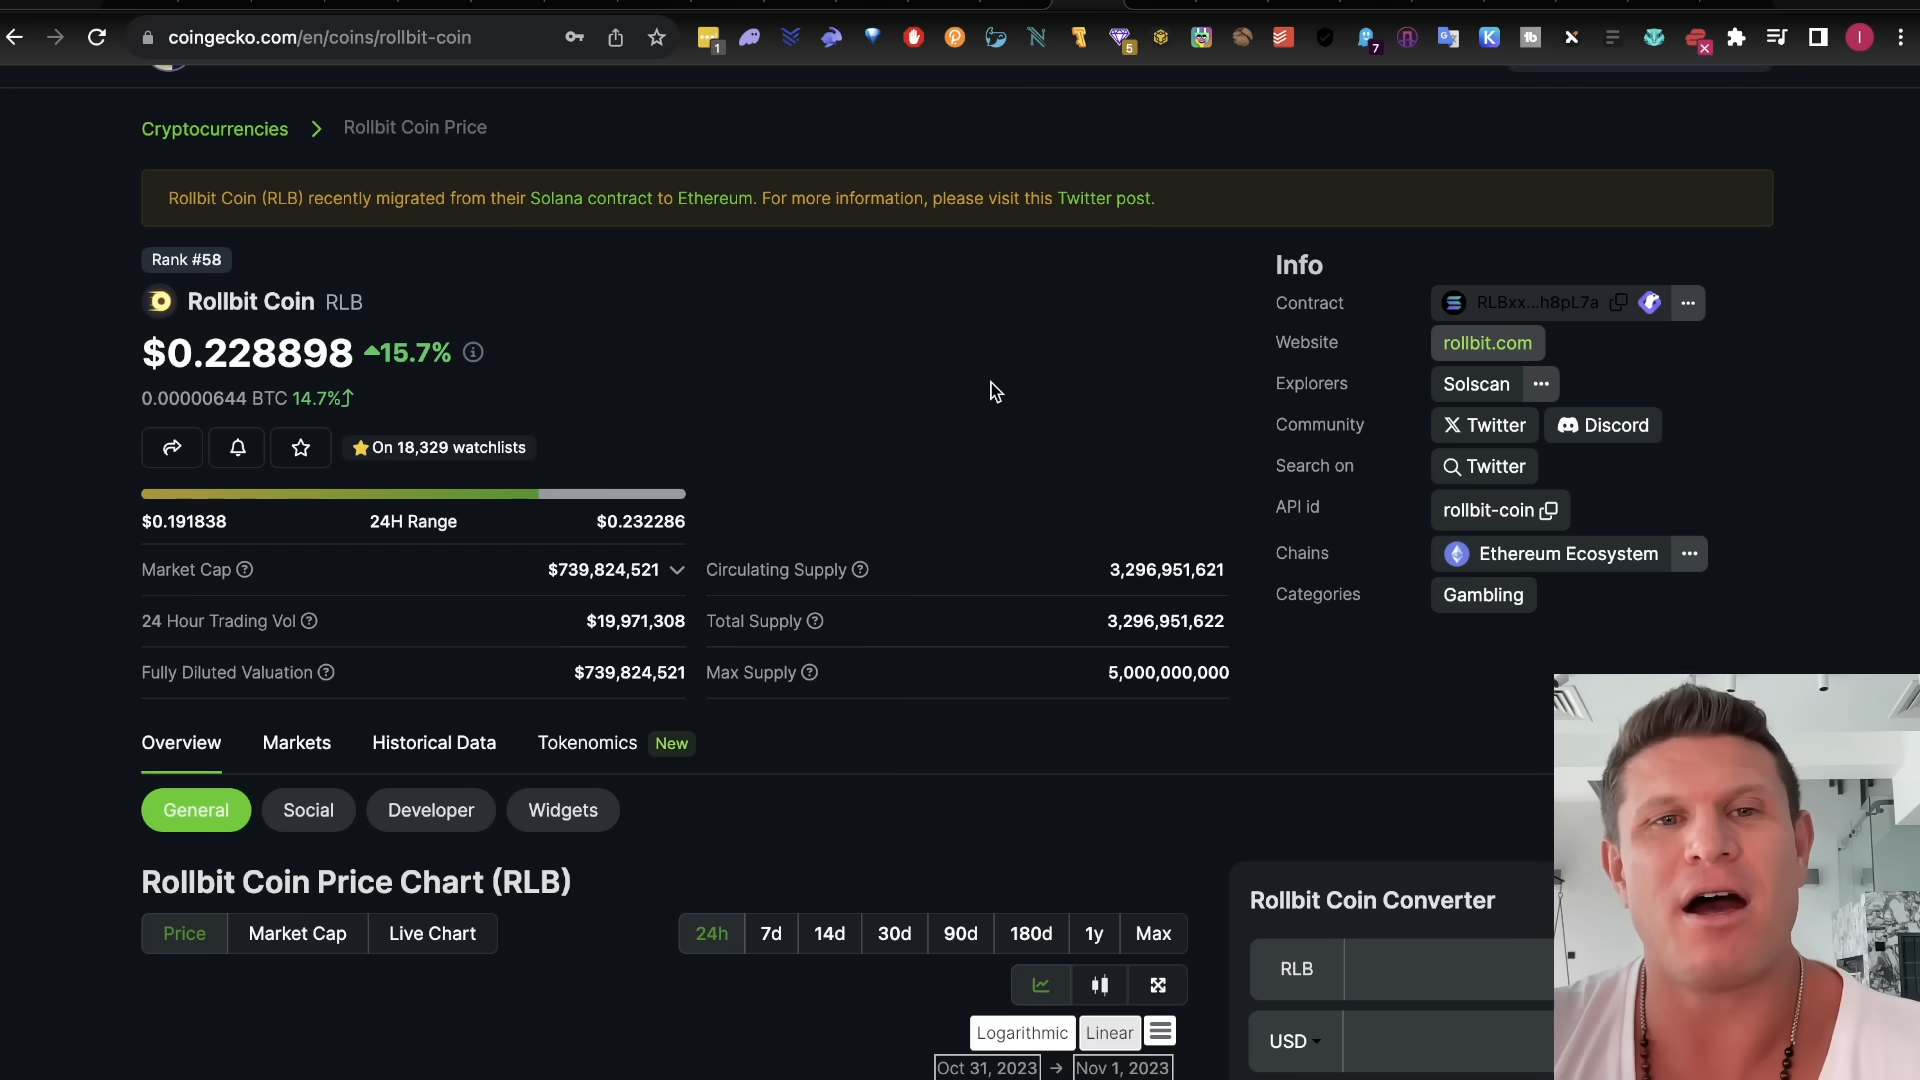 coingecko.com/en/coins/rollbit-coin
1
5
7
I
Cryptocurrencies > Rollbit Coin Price
Rollbit Coin (RLB) recently migrated from their Solana contract to Ethereum. For more information, please visit this Twitter post.
Rank #58
Rollbit Coin RLB
$0.228898 15.7%
0.00000644 BTC 14.7%
On 18,329 watchlists
$0.191838 24H Range $0.232286
Market Cap $739,824,521
24 Hour Trading Vol $19,971,308
Fully Diluted Valuation $739,824,521
Circulating Supply 3,296,951,621
Total Supply 3,296,951,622
Max Supply 5,000,000,000
Info
Contract RLBxx...h8pL7a
Website rollbit.com
Explorers Solscan
Community X Twitter Discord
Search on Twitter
API id rollbit-coin
Chains Ethereum Ecosystem
Categories Gambling
Overview Markets Historical Data Tokenomics New
General Social Developer Widgets
Rollbit Coin Price Chart (RLB)
Price Market Cap Live Chart
24h 7d 14d 30d 90d 180d 1y Max
Logarithmic Linear
Oct 31, 2023 → Nov 1, 2023
Rollbit Coin Converter
RLB
USD